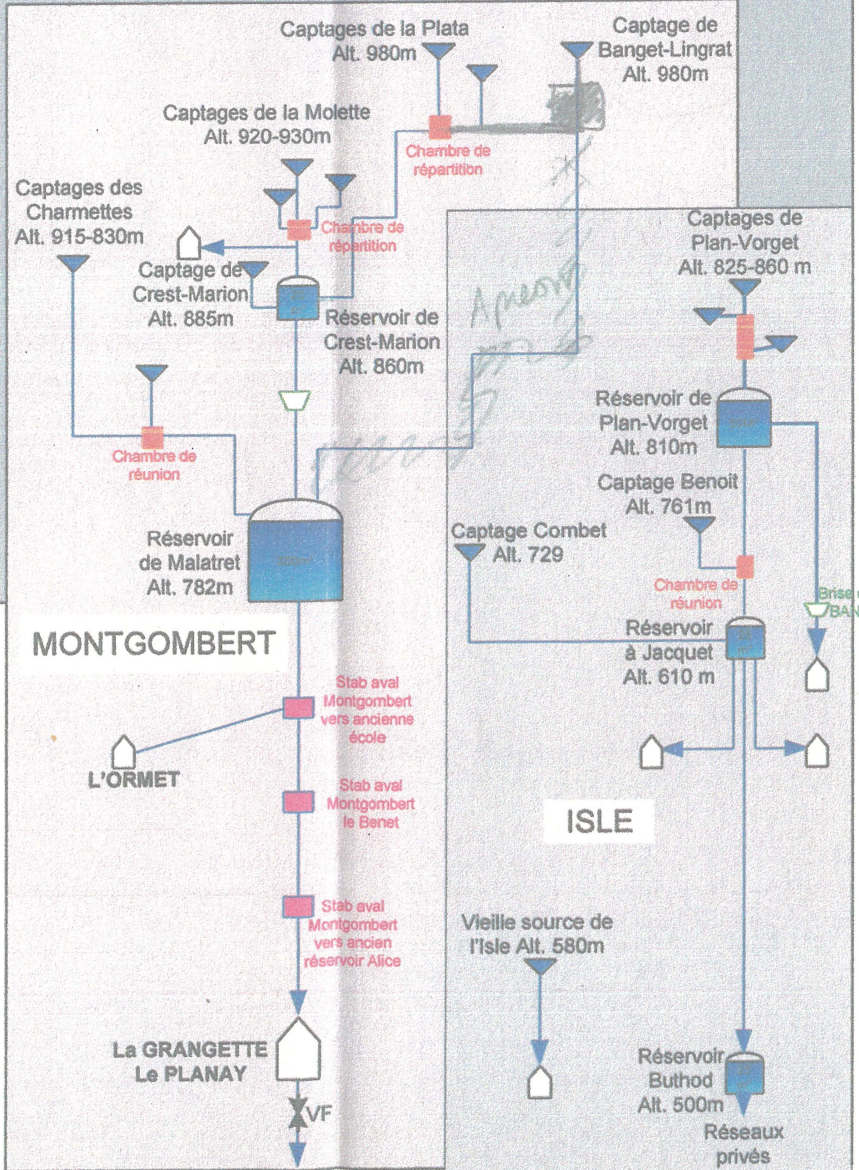 Captages de la Plata
Alt. 980m
Captage de
Banget-Lingrat
Alt. 980m
Captages de la Molette
Alt. 920-930m
Chambre de
répartition
Captages des
Charmettes
Alt. 915-830m
Chambre de
répartition
Captages de
Plan-Vorget
Alt. 825-860 m
Captage de
Crest-Marion
Alt. 885m
Réservoir de
Crest-Marion
Alt. 860m
Réservoir de
Plan-Vorget
Alt. 810m
Chambre de
réunion
Captage Benoit
Alt. 761m
Captage Combet
Alt. 729
Réservoir
de Malatret
Alt. 782m
Chambre de
réunion
Brise
BAN
Réservoir
à Jacquet
Alt. 610 m
MONTGOMBERT
Stab aval
Montgombert
vers ancienne
école
L'ORMET
Stab aval
Montgombert
le Benet
ISLE
Stab aval
Montgombert
vers ancien
réservoir Alice
Vieille source de
l'Isle Alt. 580m
La GRANGETTE
Le PLANAY
Réservoir
Buthod
Alt. 500m
VF
Réseaux
privés